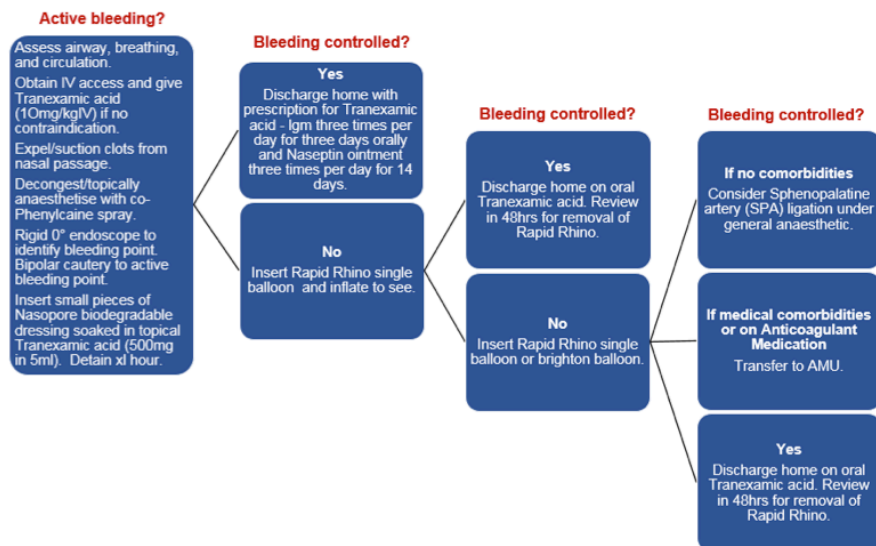 Active bleeding?
Assess airway, breathing,
and circulation.
Obtain IV access and give
Tranexamic acid
(1Omg/kgIV) if no
contraindication.
Expel/suction clots from
nasal passage.
Decongest/topically
anaesthetise with co-
Phenylcaine spray.
Rigid 0° endoscope to
identify bleeding point.
Bipolar cautery to active
bleeding point.
Insert small pieces of
Nasopore biodegradable
dressing soaked in topical
Tranexamic acid (500mg
in 5ml).  Detain xl hour.
Bleeding controlled?
Yes
Discharge home with
prescription for Tranexamic
acid - lgm three times per
day for three days orally
and Naseptin ointment
three times per day for 14
days.
No
Insert Rapid Rhino single
balloon  and inflate to see.
Bleeding controlled?
Yes
Discharge home on oral
Tranexamic acid. Review
in 48hrs for removal of
Rapid Rhino.
No
Insert Rapid Rhino single
balloon or brighton balloon.
Bleeding controlled?
If no comorbidities
Consider Sphenopalatine
artery (SPA) ligation under
general anaesthetic.
If medical comorbidities
or on Anticoagulant
Medication
Transfer to AMU.
Yes
Discharge home on oral
Tranexamic acid. Review
in 48hrs for removal of
Rapid Rhino.